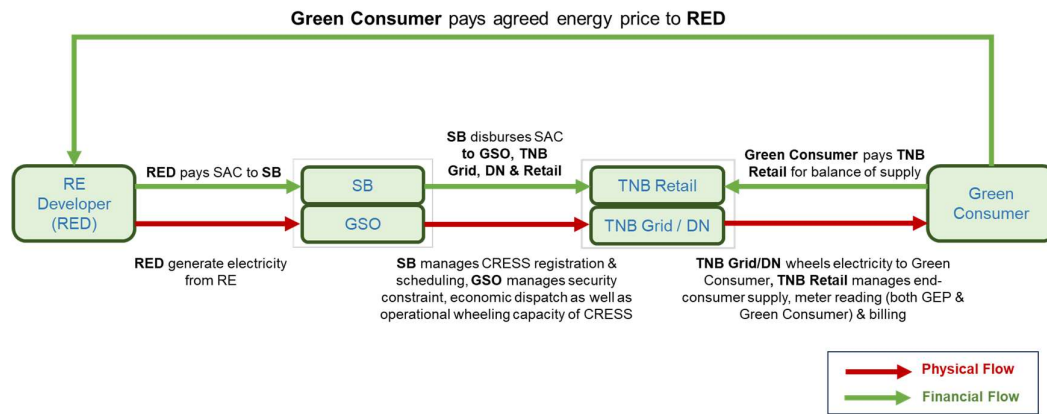 Green Consumer pays agreed energy price to RED
RE
Developer
(RED)
RED pays SAC to SB
SB
GSO
SB disburses SAC
to GSO, TNB
Grid, DN & Retail
TNB Retail
TNB Grid / DN
Green Consumer pays TNB
Retail for balance of supply
Green
Consumer
RED generate electricity
from RE
SB manages CRESS registration &
scheduling, GSO manages security
constraint, economic dispatch as well as
operational wheeling capacity of CRESS
TNB Grid/DN wheels electricity to Green
Consumer, TNB Retail manages end-
consumer supply, meter reading (both GEP &
Green Consumer) & billing
Physical Flow
Financial Flow